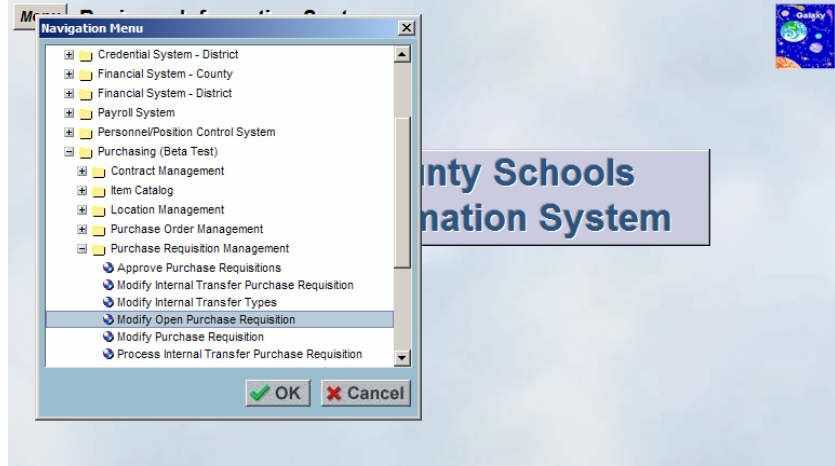 Menu
Galaxy
Navigation Menu
Credential System - District
Financial System - County
Financial System - District
Payroll System
Personnel/Position Control System
Purchasing (Beta Test)
Contract Management
Item Catalog
Location Management
Purchase Order Management
Purchase Requisition Management
Approve Purchase Requisitions
Modify Internal Transfer Purchase Requisition
Modify Internal Transfer Types
Modify Open Purchase Requisition
Modify Purchase Requisition
Process Internal Transfer Purchase Requisition
OK Cancel
nty Schools
mation System